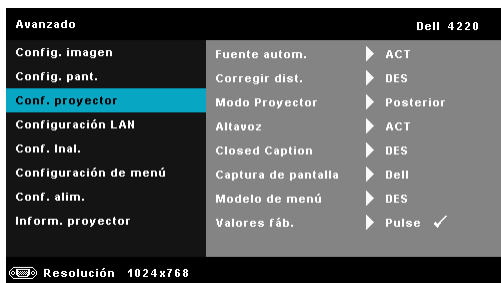 Avanzado Dell 4220
Config. imagen
Config. pant.
Conf. proyector
Configuración LAN
Conf. Inal.
Configuración de menú
Conf. alim.
Inform. proyector
Fuente autom. ACT
Corregir dist. DES
Modo Proyector Posterior
Altavoz ACT
Closed Caption DES
Captura de pantalla Dell
Modelo de menú DES
Valores fáb. Pulse
Resolución 1024x768